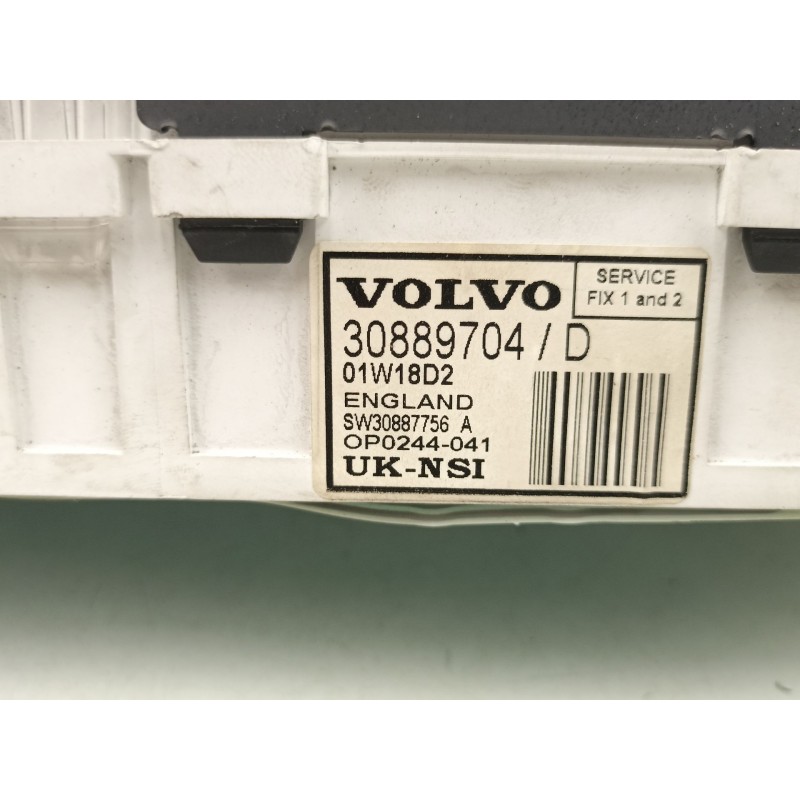 VOLVO
SERVICE
FIX 1 and 2
30889704 / D
01W18D2
ENGLAND
SW30887756 A
OP0244-041
UK-NSI